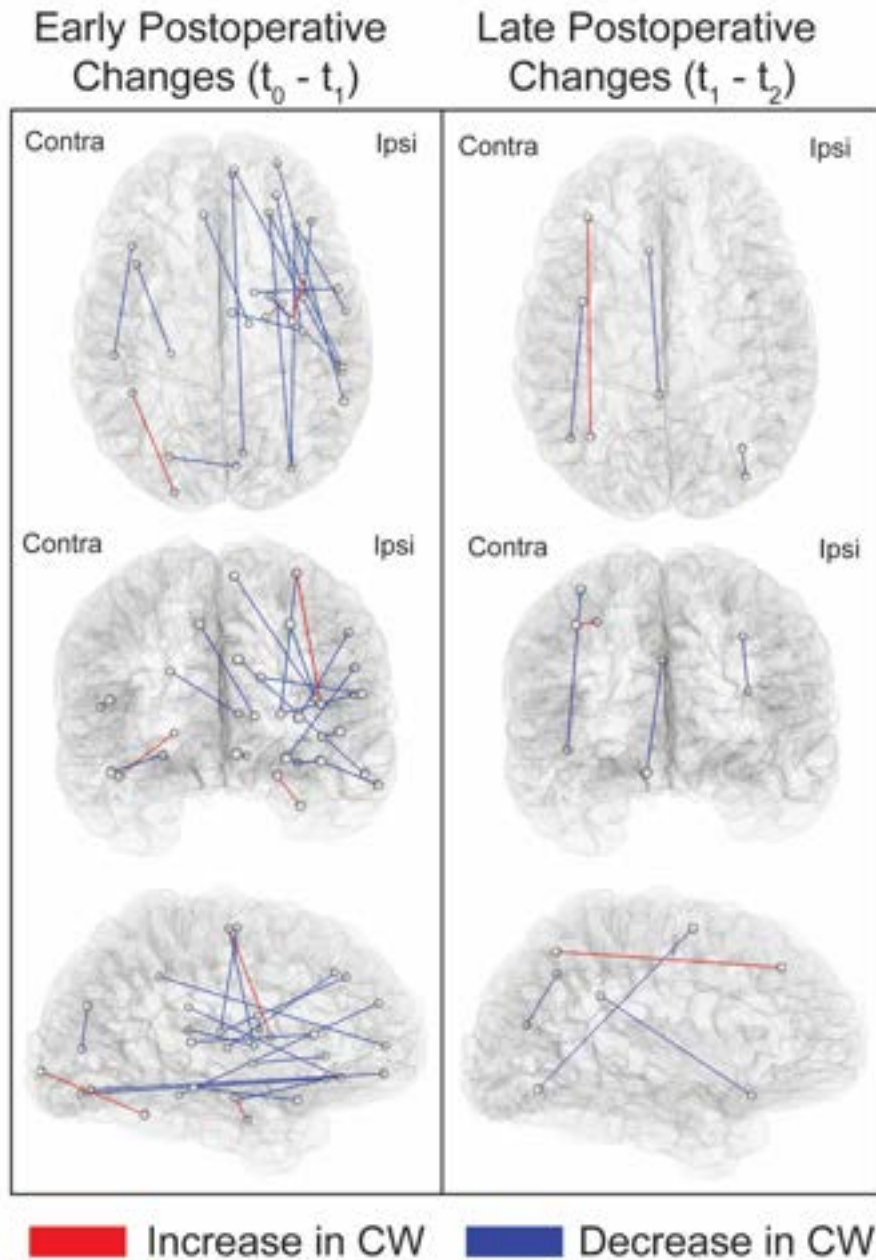 Early Postoperative
Changes (t₀ - t₁)
Late Postoperative
Changes (t₁ - t₂)
Contra Ipsi
Contra Ipsi
Contra Ipsi
Contra Ipsi
Increase in CW
Decrease in CW